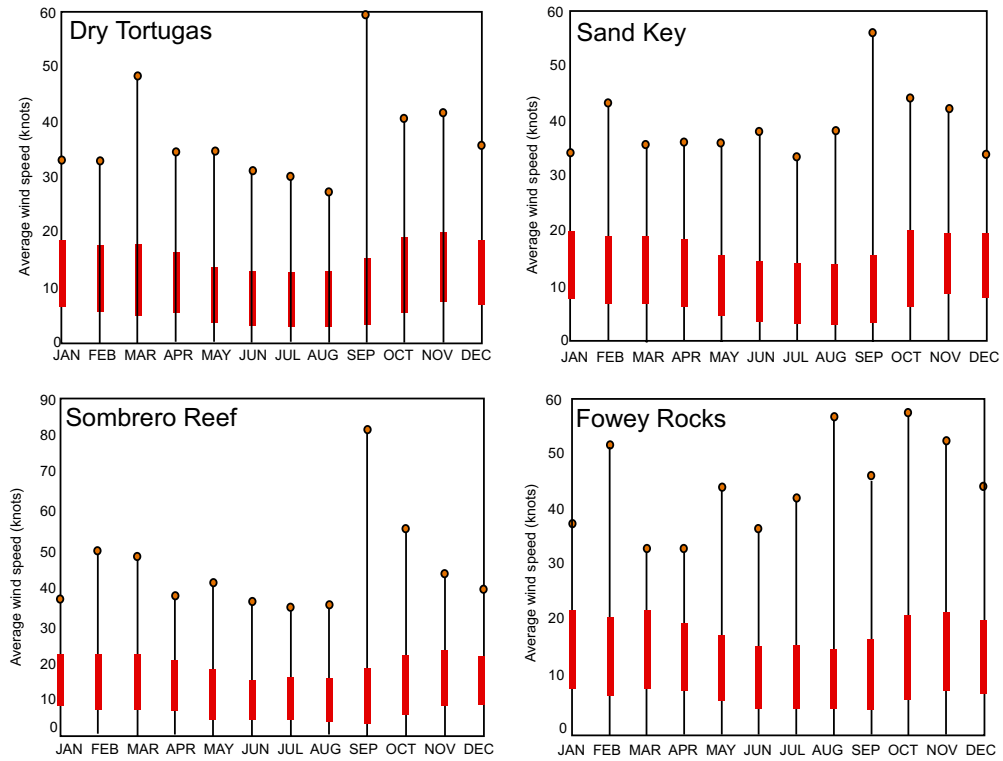 Dry Tortugas
Average wind speed (knots)
60
50
40
30
20
10
0
JAN FEB MAR APR MAY JUN JUL AUG SEP OCT NOV DEC
Sand Key
Average wind speed (knots)
60
50
40
30
20
10
0
JAN FEB MAR APR MAY JUN JUL AUG SEP OCT NOV DEC
Sombrero Reef
Average wind speed (knots)
90
80
70
60
50
40
30
20
10
0
JAN FEB MAR APR MAY JUN JUL AUG SEP OCT NOV DEC
Fowey Rocks
Average wind speed (knots)
60
50
40
30
20
10
0
JAN FEB MAR APR MAY JUN JUL AUG SEP OCT NOV DEC